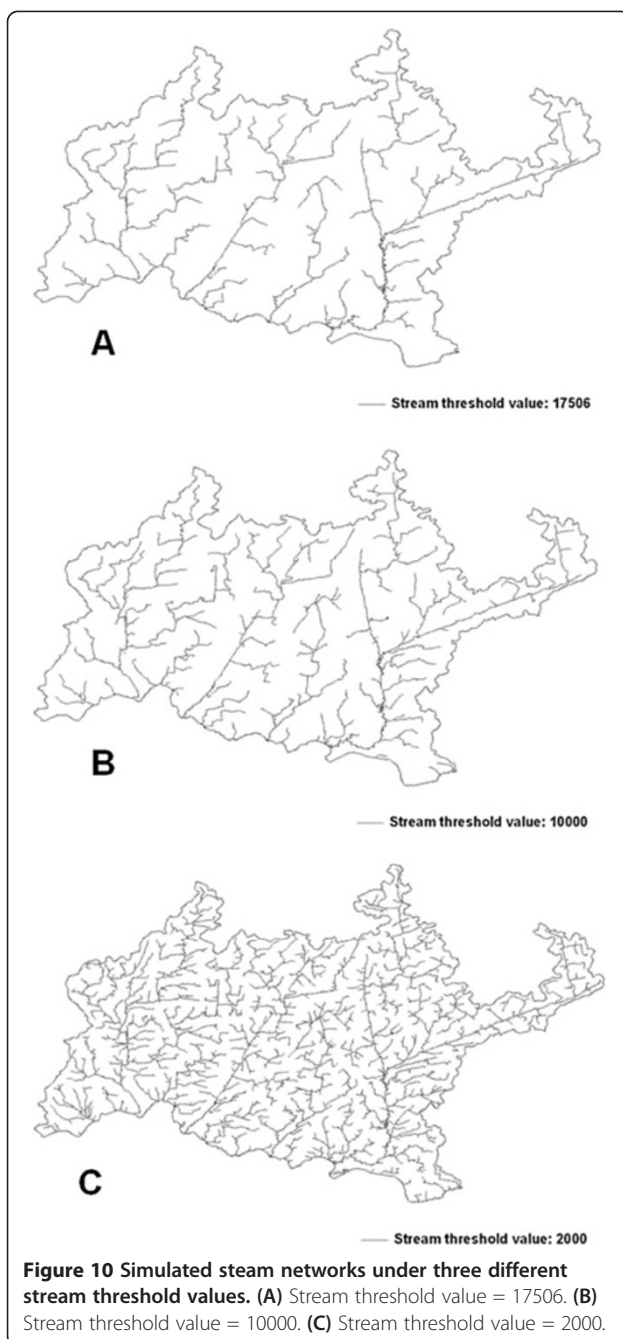 A
Stream threshold value: 17506
B
Stream threshold value: 10000
C
Stream threshold value: 2000
Figure 10 Simulated steam networks under three different
stream threshold values. (A) Stream threshold value = 17506. (B)
Stream threshold value = 10000. (C) Stream threshold value = 2000.